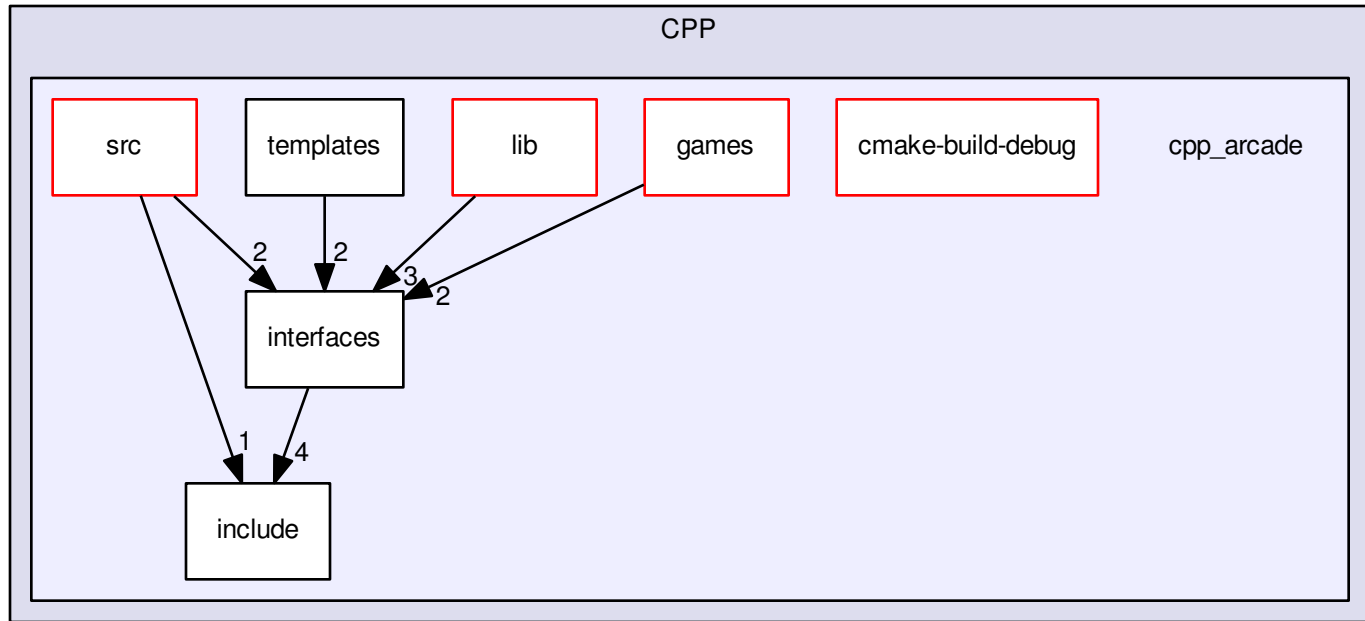 CPP
src
templates
lib
games
cmake-build-debug
cpp_arcade
2
2
3
2
interfaces
1
4
include